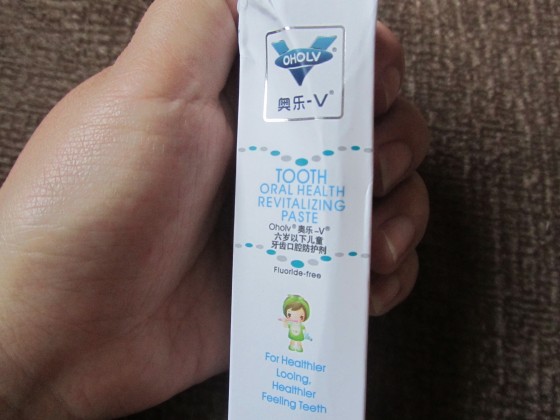 OHOLV®
奥乐-V®
TOOTH
ORAL HEALTH
REVITALIZING
PASTE
Oholv®奥乐-V®
六岁以下儿童
牙齿口腔防护剂
Fluoride-free
For Healthier
Looing,
Healthier
Feeling Teeth